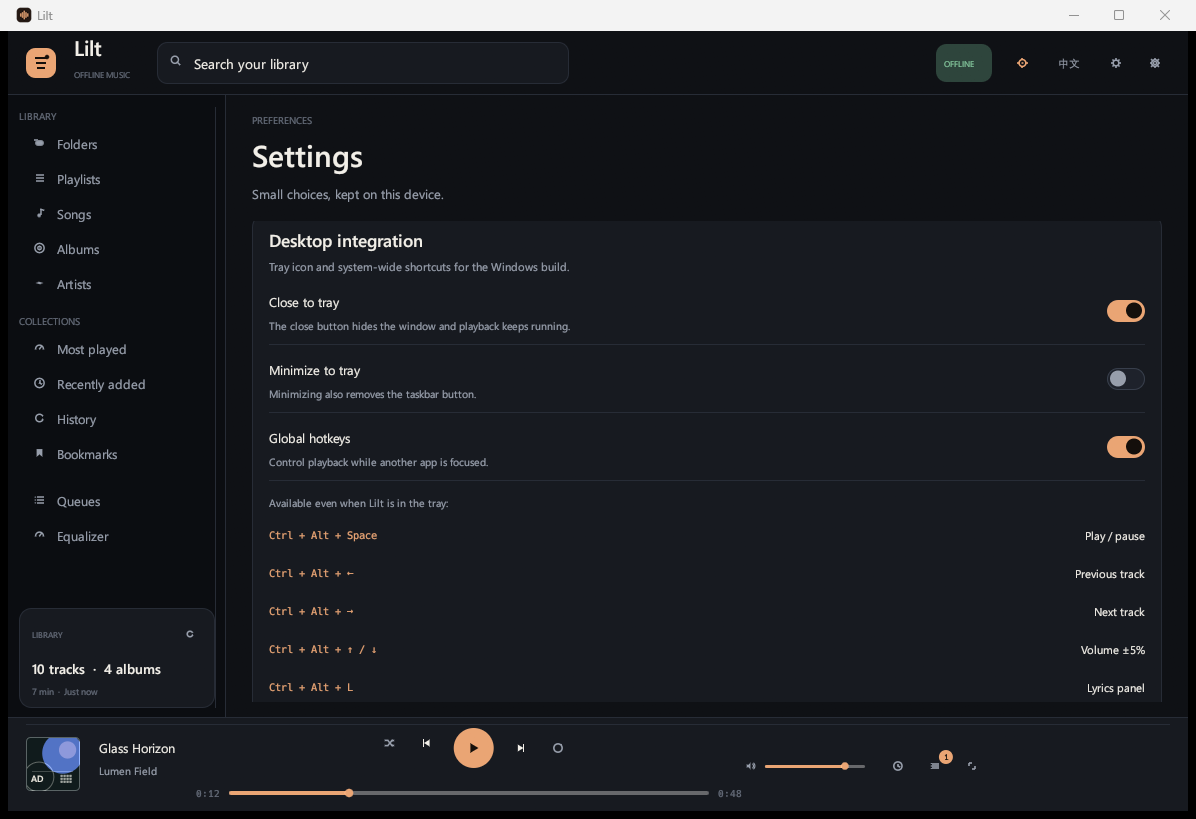 Lilt
Lilt
OFFLINE MUSIC
Search your library
OFFLINE
中文
LIBRARY
Folders
Playlists
Songs
Albums
Artists
COLLECTIONS
Most played
Recently added
History
Bookmarks
Queues
Equalizer
LIBRARY
10 tracks · 4 albums
7 min · Just now
PREFERENCES
Settings
Small choices, kept on this device.
Desktop integration
Tray icon and system-wide shortcuts for the Windows build.
Close to tray
The close button hides the window and playback keeps running.
Minimize to tray
Minimizing also removes the taskbar button.
Global hotkeys
Control playback while another app is focused.
Available even when Lilt is in the tray:
Ctrl + Alt + Space Play / pause
Ctrl + Alt + ← Previous track
Ctrl + Alt + → Next track
Ctrl + Alt + ↑ / ↓ Volume ±5%
Ctrl + Alt + L Lyrics panel
AD
Glass Horizon
Lumen Field
0:12
0:48
1